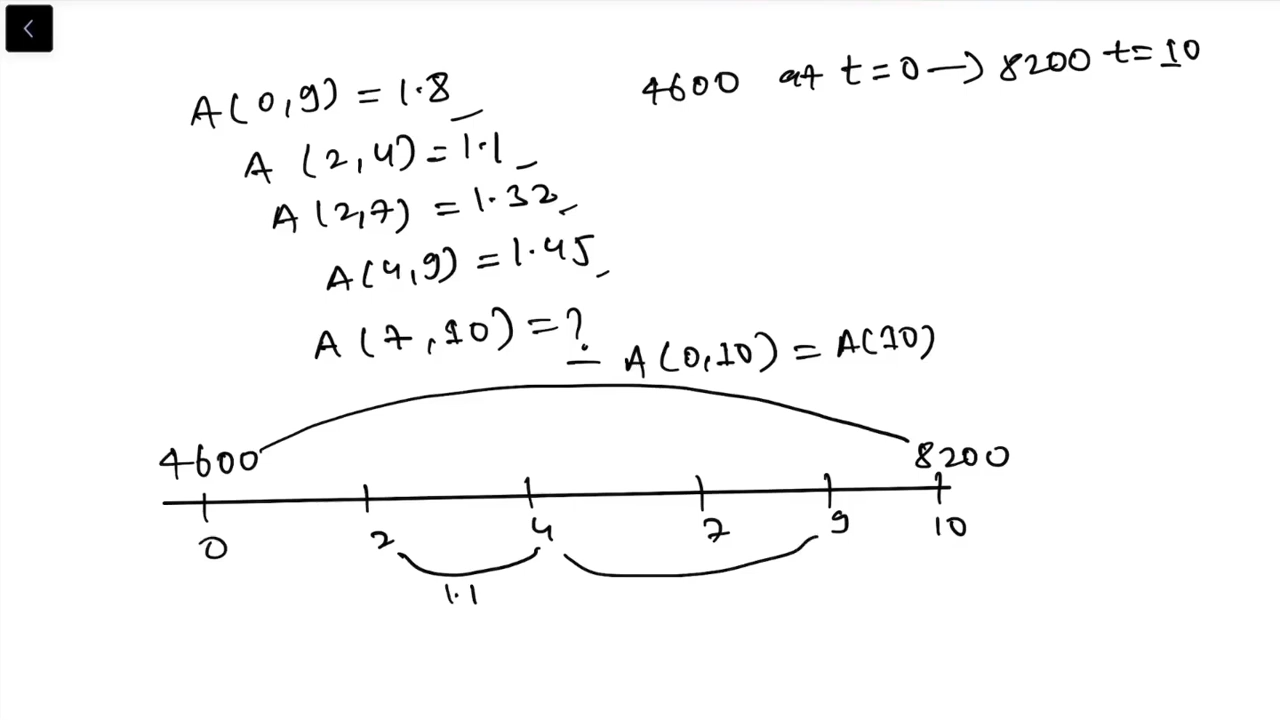 A(0,9) = 1.8
4600 at t=0 → 8200 t=10
A (2,4) = 1.1
A(2,7) = 1.32
A(4,9) = 1.45
A (7,10) = ?
A(0,10) = A(10)
4600 8200
0 2 4 7 9 10
1.1